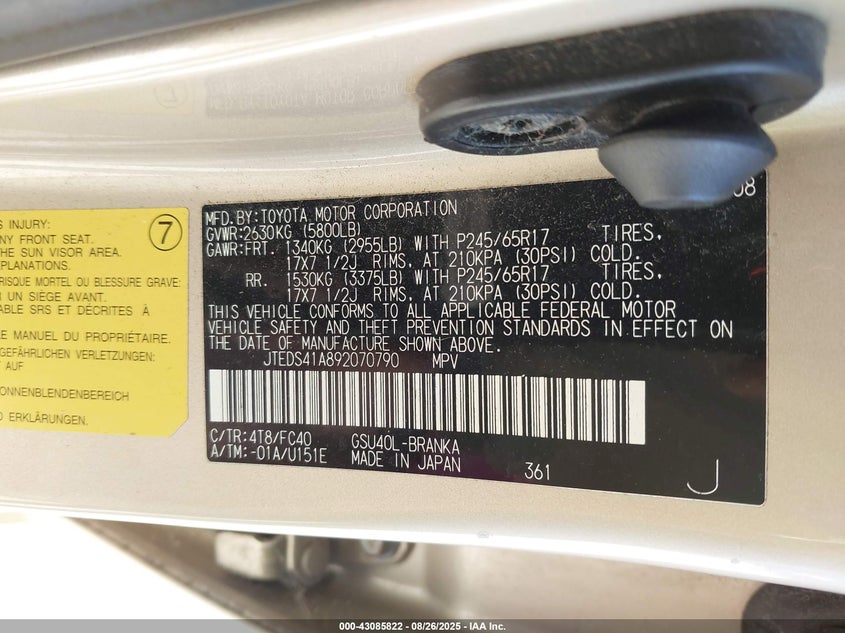 IS INJURY:
NY FRONT SEAT.
THE SUN VISOR AREA.
EXPLANATIONS.
RISQUE MORTEL OU BLESSURE GRAVE:
R UN SIÈGE AVANT.
ABLE SRS ET DÉCRITES À
LE MANUEL DU PROPRIÉTAIRE.
GEFÄHRLICHEN VERLETZUNGEN:
AUF
SONNENBLENDENBEREICH
D ERKLÄRUNGEN.
7
08
MFD.BY:TOYOTA MOTOR CORPORATION
GVWR:2630KG (5800LB)
GAWR:FRT. 1340KG (2955LB) WITH P245/65R17 TIRES,
17X7 1/2J RIMS, AT 210KPA (30PSI) COLD.
RR. 1530KG (3375LB) WITH P245/65R17 TIRES,
17X7 1/2J RIMS, AT 210KPA (30PSI) COLD.
THIS VEHICLE CONFORMS TO ALL APPLICABLE FEDERAL MOTOR
VEHICLE SAFETY AND THEFT PREVENTION STANDARDS IN EFFECT ON
THE DATE OF MANUFACTURE SHOWN ABOVE.
JTEDS41A892070790 MPV
C/TR:4T8/FC40 GSU40L-BRANKA
A/TM:-01A/U151E MADE IN JAPAN 361
J
000-43085822 - 08/26/2025 - IAA Inc.